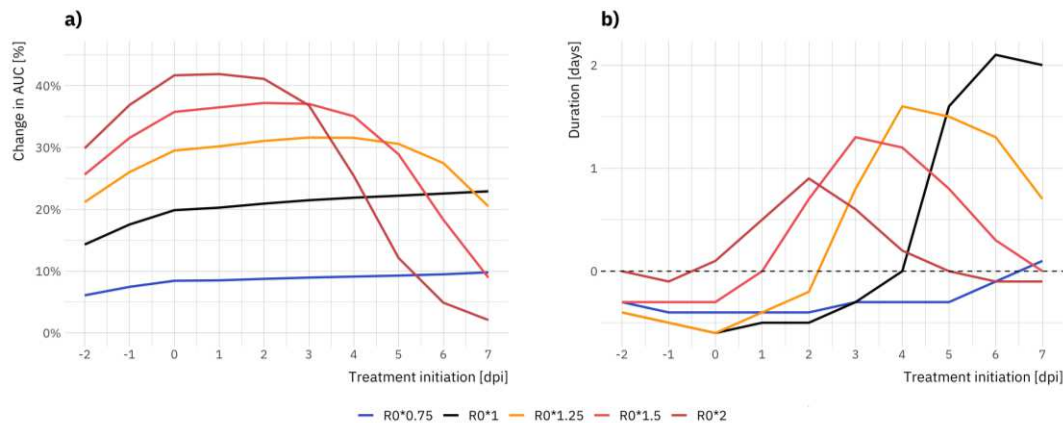 a)
Change in AUC [%]
40%
30%
20%
10%
0%
-2 -1 0 1 2 3 4 5 6 7
Treatment initiation [dpi]
b)
Duration [days]
2
1
0
-2 -1 0 1 2 3 4 5 6 7
Treatment initiation [dpi]
R0*0.75 R0*1 R0*1.25 R0*1.5 R0*2